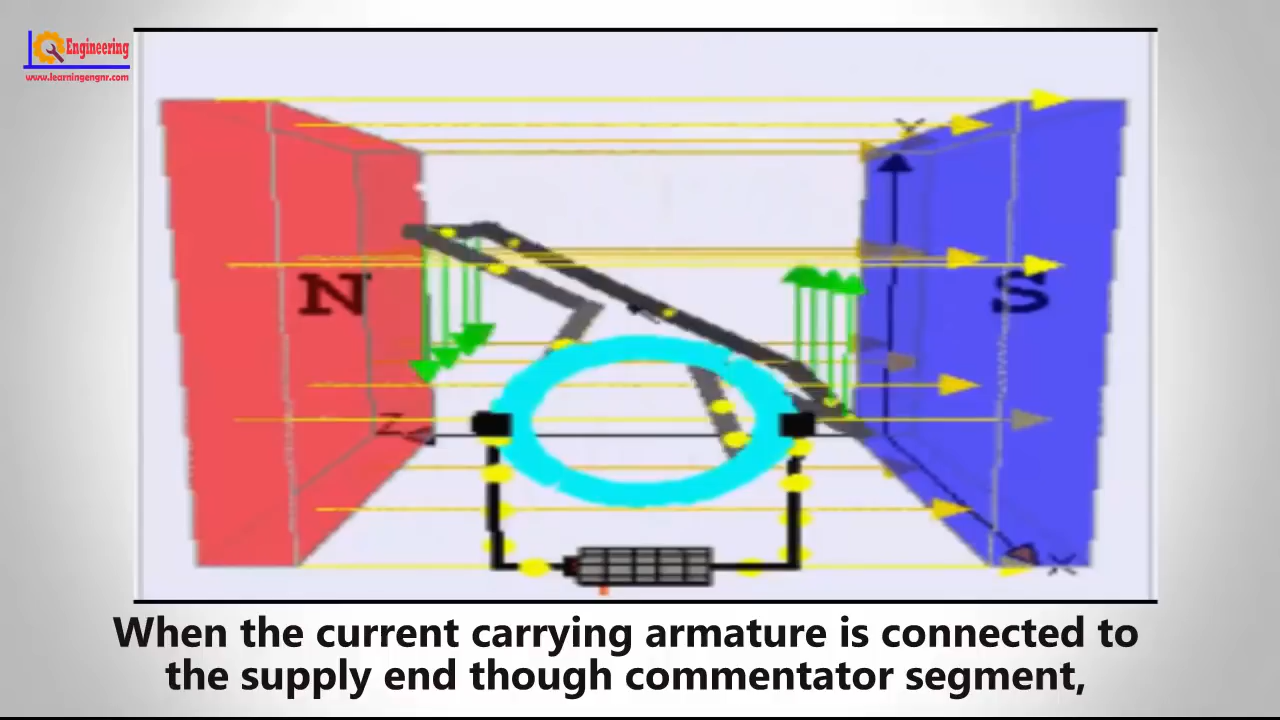 Engineering
www.learningengnr.com
Y
N
S
Z
X
When the current carrying armature is connected to
the supply end though commentator segment,